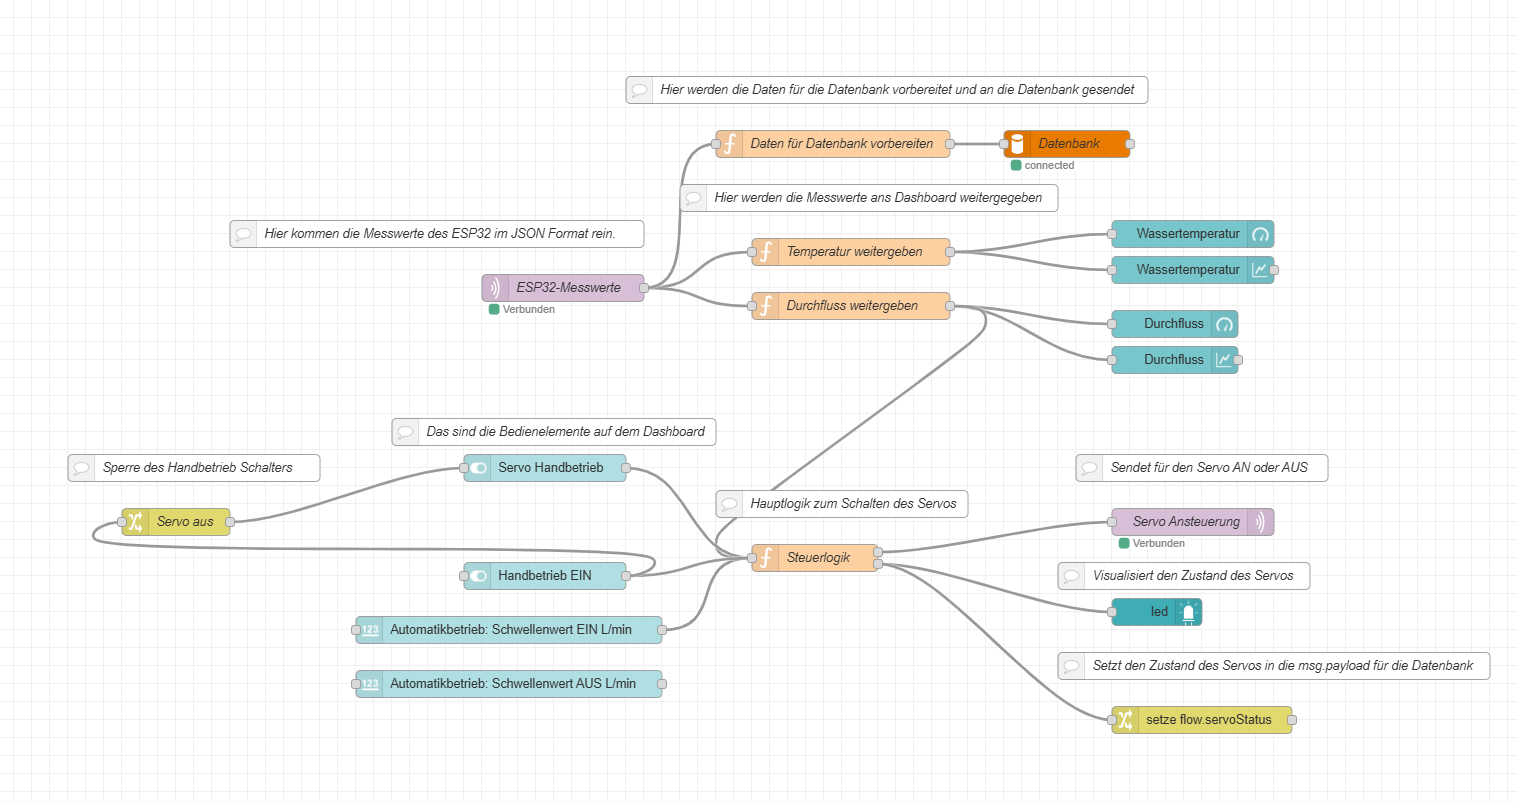 Hier werden die Daten für die Datenbank vorbereitet und an die Datenbank gesendet
Daten für Datenbank vorbereiten
Datenbank
connected
Hier werden die Messwerte ans Dashboard weitergegeben
Hier kommen die Messwerte des ESP32 im JSON Format rein.
Wassertemperatur
Temperatur weitergeben
Wassertemperatur
ESP32-Messwerte
Verbunden
Durchfluss weitergeben
Durchfluss
Durchfluss
Das sind die Bedienelemente auf dem Dashboard
Sperre des Handbetrieb Schalters
Servo Handbetrieb
Sendet für den Servo AN oder AUS
Hauptlogik zum Schalten des Servos
Servo aus
Servo Ansteuerung
Verbunden
Steuerlogik
Handbetrieb EIN
Visualisiert den Zustand des Servos
led
123 Automatikbetrieb: Schwellenwert EIN L/min
Setzt den Zustand des Servos in die msg.payload für die Datenbank
123 Automatikbetrieb: Schwellenwert AUS L/min
setze flow.servoStatus